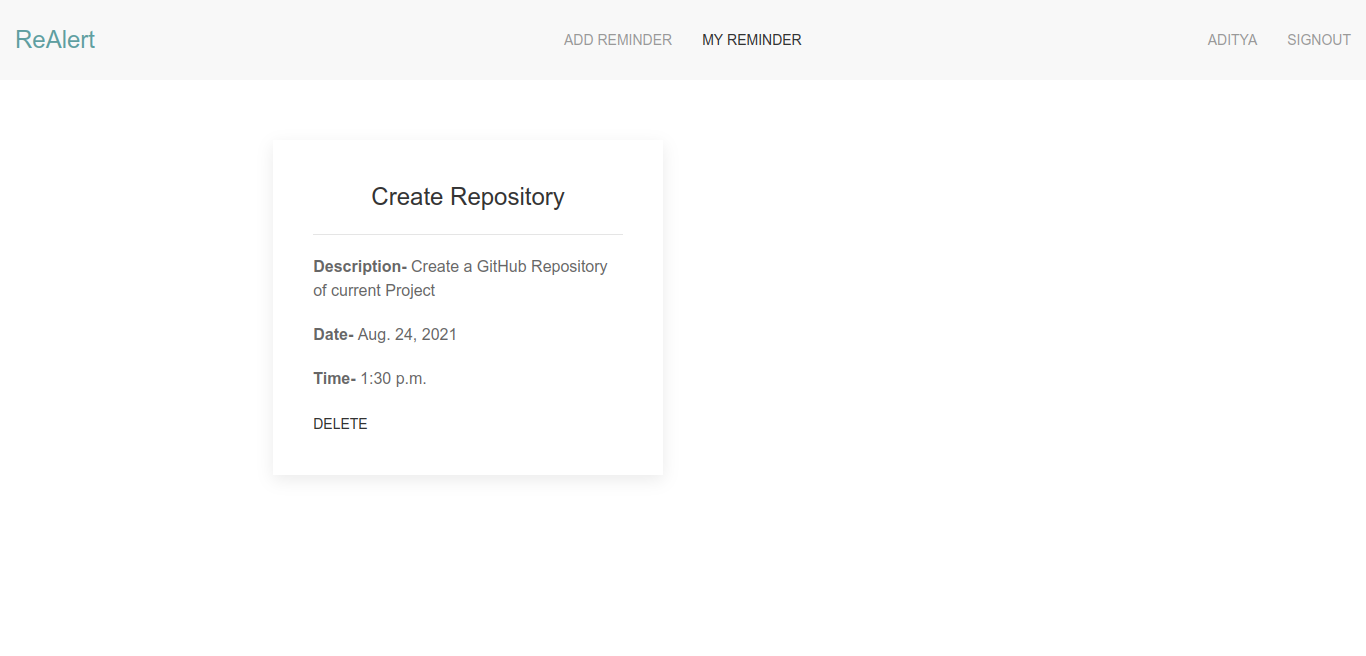 ReAlert
ADD REMINDER
MY REMINDER
ADITYA
SIGNOUT
Create Repository
Description- Create a GitHub Repository
of current Project
Date- Aug. 24, 2021
Time- 1:30 p.m.
DELETE